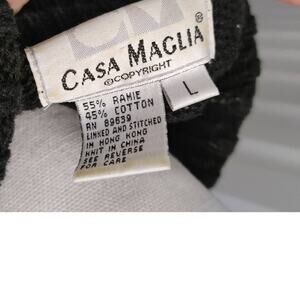 CASA MAGLIA®
©COPYRIGHT
L
55% RAMIE
45% COTTON
RN 89639
LINKED AND STITCHED
IN HONG KONG
KNIT IN CHINA
SEE REVERSE
FOR CARE